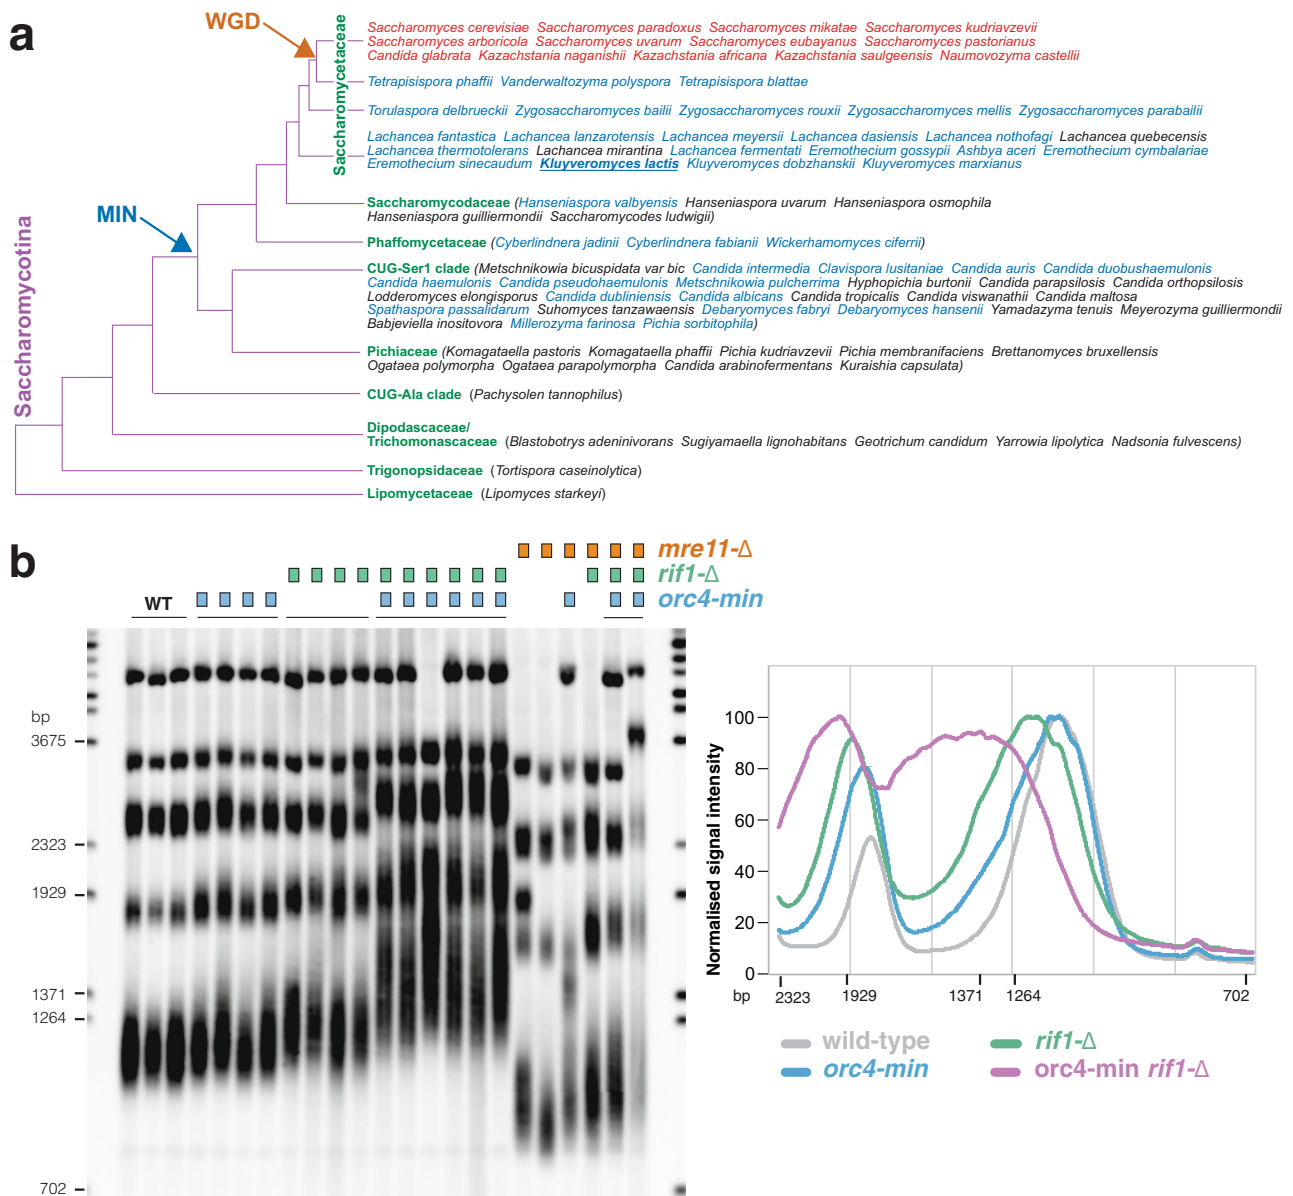 a
WGD
Saccharomycetaceae
Saccharomyces cerevisiae Saccharomyces paradoxus Saccharomyces mikatae Saccharomyces kudriavzevii
Saccharomyces arboricola Saccharomyces uvarum Saccharomyces eubayanus Saccharomyces pastorianus
Candida glabrata Kazachstania naganishii Kazachstania africana Kazachstania saulgeensis Naumovozyma castellii
Tetrapisispora phaffii Vanderwaltozyma polyspora Tetrapisispora blattae
Torulaspora delbrueckii Zygosaccharomyces bailii Zygosaccharomyces rouxii Zygosaccharomyces mellis Zygosaccharomyces parabailii
Lachancea fantastica Lachancea lanzarotensis Lachancea meyersii Lachancea dasiensis Lachancea nothofagi Lachancea quebecensis
Lachancea thermotolerans Lachancea mirantina Lachancea fermentati Eremothecium gossypii Ashbya aceri Eremothecium cymbalariae
Eremothecium sinecaudum Kluyveromyces lactis Kluyveromyces dobzhanskii Kluyveromyces marxianus
MIN
Saccharomycotina
Saccharomycodaceae (Hanseniaspora valbyensis Hanseniaspora uvarum Hanseniaspora osmophila
Hanseniaspora guilliermondii Saccharomycodes ludwigii)
Phaffomycetaceae (Cyberlindnera jadinii Cyberlindnera fabianii Wickerhamomyces ciferrii)
CUG-Ser1 clade (Metschnikowia bicuspidata var bic Candida intermedia Clavispora lusitaniae Candida auris Candida duobushaemulonis
Candida haemulonis Candida pseudohaemulonis Metschnikowia pulcherrima Hyphopichia burtonii Candida parapsilosis Candida orthopsilosis
Lodderomyces elongisporus Candida dubliniensis Candida albicans Candida tropicalis Candida viswanathii Candida maltosa
Spathaspora passalidarum Suhomyces tanzawaensis Debaryomyces fabryi Debaryomyces hansenii Yamadazyma tenuis Meyerozyma guilliermondii
Babjeviella inositovora Millerozyma farinosa Pichia sorbitophila)
Pichiaceae (Komagataella pastoris Komagataella phaffii Pichia kudriavzevii Pichia membranifaciens Brettanomyces bruxellensis
Ogataea polymorpha Ogataea parapolymorpha Candida arabinofermentans Kuraishia capsulata)
CUG-Ala clade (Pachysolen tannophilus)
Dipodascaceae/
Trichomonascaceae (Blastobotrys adeninivorans Sugiyamaella lignohabitans Geotrichum candidum Yarrowia lipolytica Nadsonia fulvescens)
Trigonopsidaceae (Tortispora caseinolytica)
Lipomycetaceae (Lipomyces starkeyi)
b
mre11-Δ
rif1-Δ
orc4-min
WT
bp
3675
2323
1929
1371
1264
702
Normalised signal intensity
100
80
60
40
20
0
bp 2323 1929 1371 1264 702
wild-type
rif1-Δ
orc4-min
orc4-min rif1-Δ